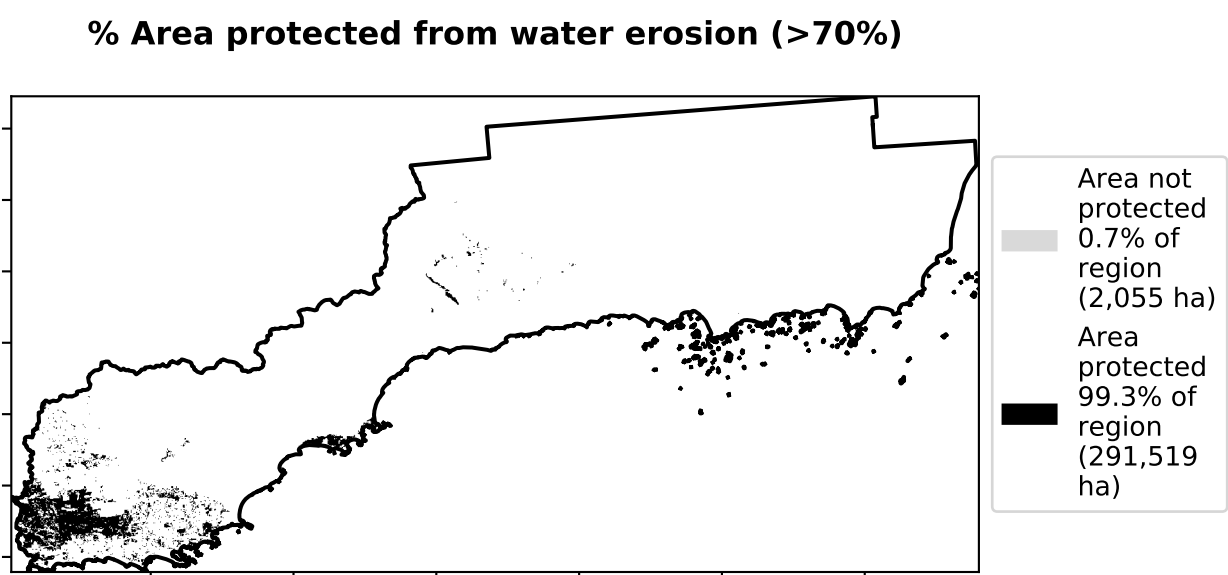 % Area protected from water erosion (>70%)
Area not
protected
0.7% of
region
(2,055 ha)
Area
protected
99.3% of
region
(291,519
ha)